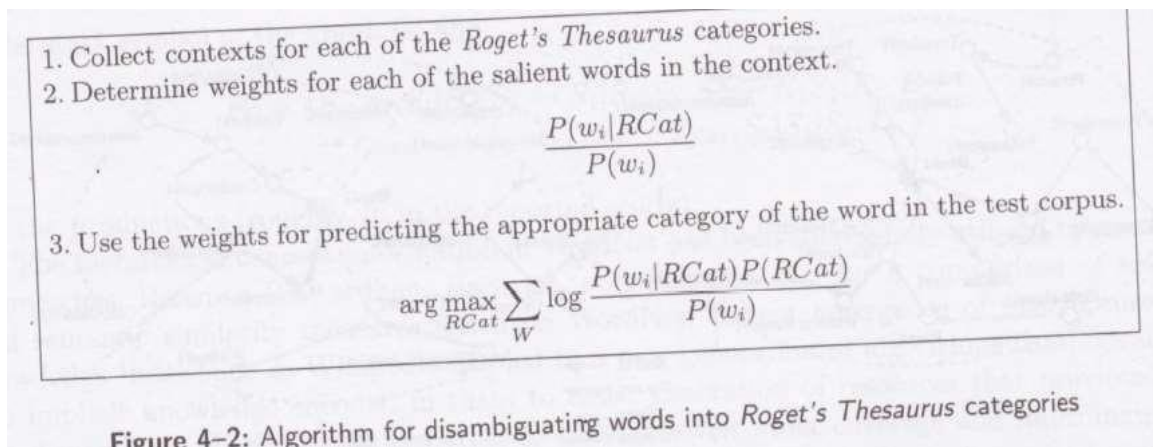 1. Collect contexts for each of the Roget's Thesaurus categories.
2. Determine weights for each of the salient words in the context.
P(w_i|RCat)
P(w_i)
3. Use the weights for predicting the appropriate category of the word in the test corpus.
arg max_{RCat} ∑_W log P(w_i|RCat)P(RCat) / P(w_i)
Figure 4–2: Algorithm for disambiguating words into Roget's Thesaurus categories